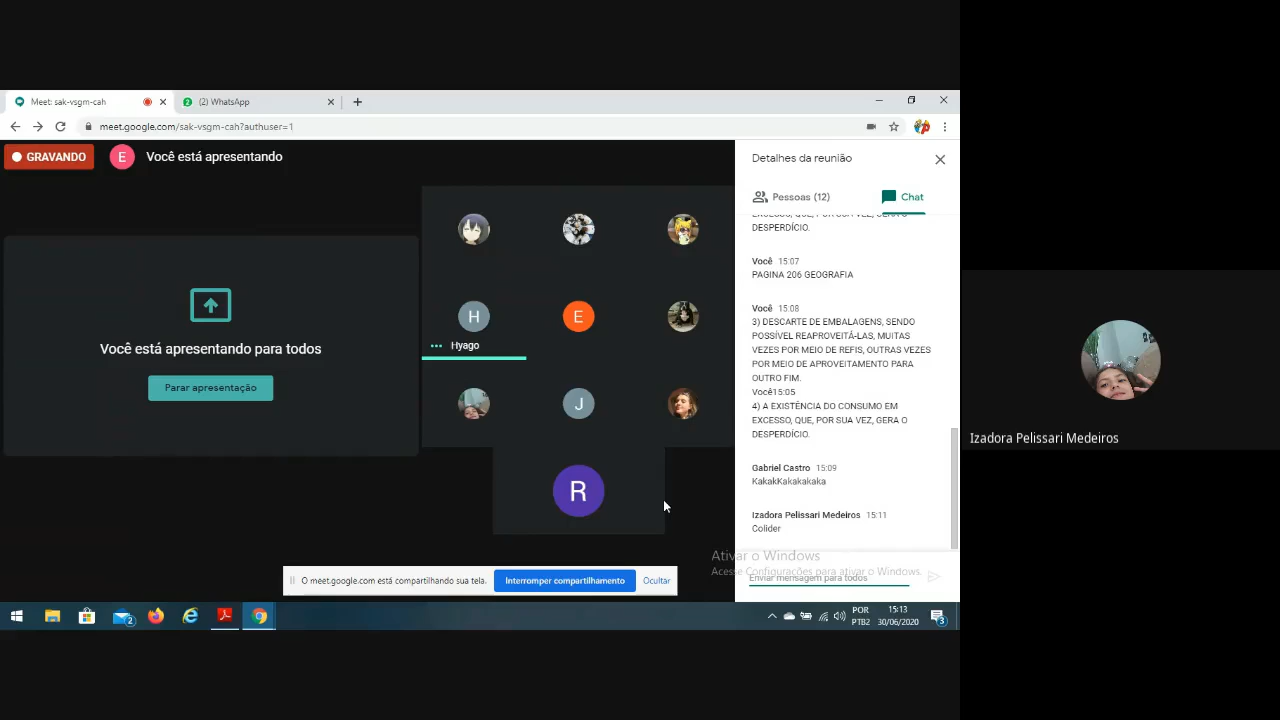 Meet: sak-vsgm-cah
(2) WhatsApp
meet.google.com/sak-vsgm-cah?authuser=1
GRAVANDO
E
Você está apresentando
Você está apresentando para todos
Parar apresentação
H
E
Hyago
J
R
Detalhes da reunião
Pessoas (12)
Chat
DESPERDÍCIO.
Você 15:07
PAGINA 206 GEOGRAFIA
Você 15:08
3) DESCARTE DE EMBALAGENS, SENDO
POSSÍVEL REAPROVEITÁ-LAS, MUITAS
VEZES POR MEIO DE REFIS, OUTRAS VEZES
POR MEIO DE APROVEITAMENTO PARA
OUTRO FIM.
Você15:05
4) A EXISTÊNCIA DO CONSUMO EM
EXCESSO, QUE, POR SUA VEZ, GERA O
DESPERDÍCIO.
Gabriel Castro 15:09
KakakKakakakaka
Izadora Pelissari Medeiros 15:11
Colider
Ativar o Windows
Acesse Configurações para ativar o Windows.
Enviar mensagem para todos
O meet.google.com está compartilhando sua tela.
Interromper compartilhamento
Ocultar
2
POR
PTB2
15:13
30/06/2020
3
Izadora Pelissari Medeiros